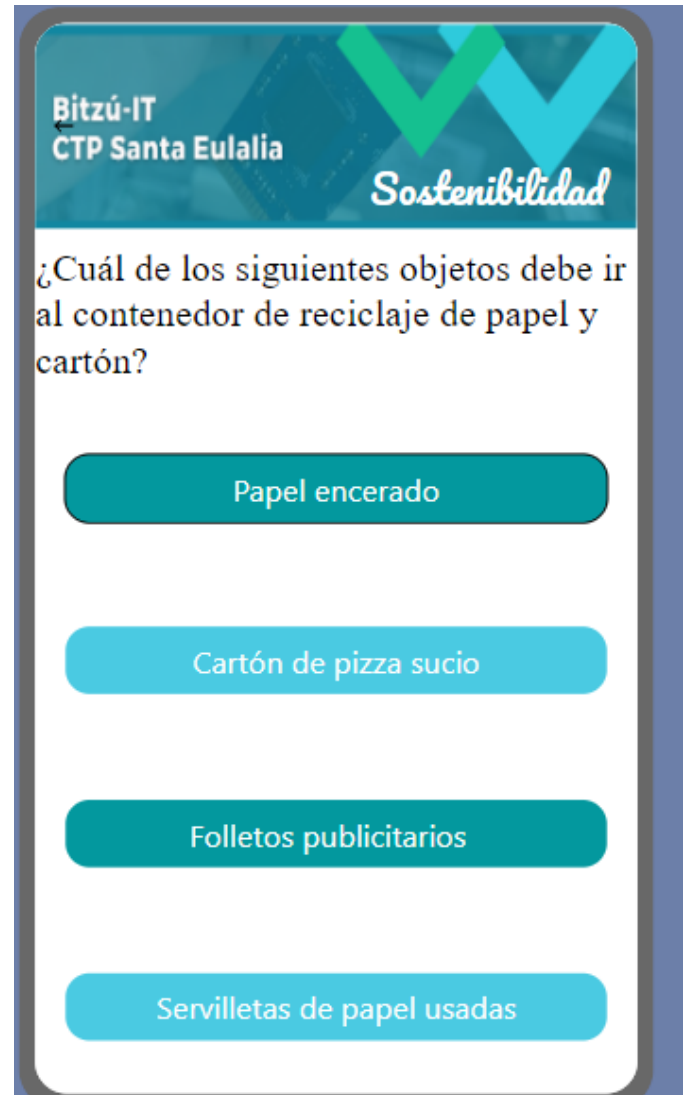 Bitzú-IT
←
CTP Santa Eulalia
Sostenibilidad
¿Cuál de los siguientes objetos debe ir
al contenedor de reciclaje de papel y
cartón?
Papel encerado
Cartón de pizza sucio
Folletos publicitarios
Servilletas de papel usadas